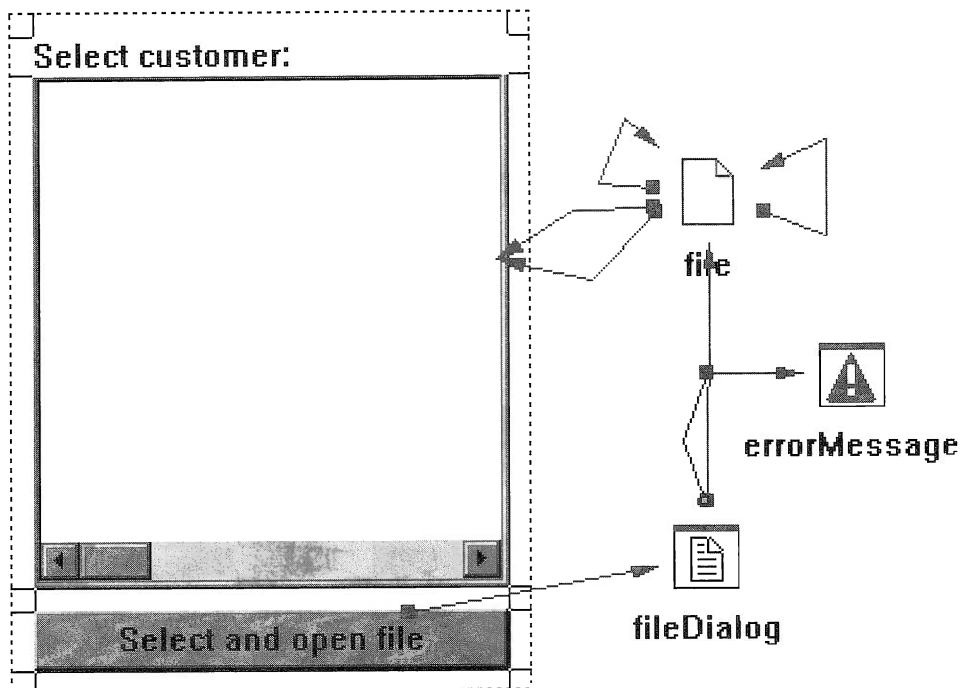 Select customer:
file
errorMessage
Select and open file
fileDialog